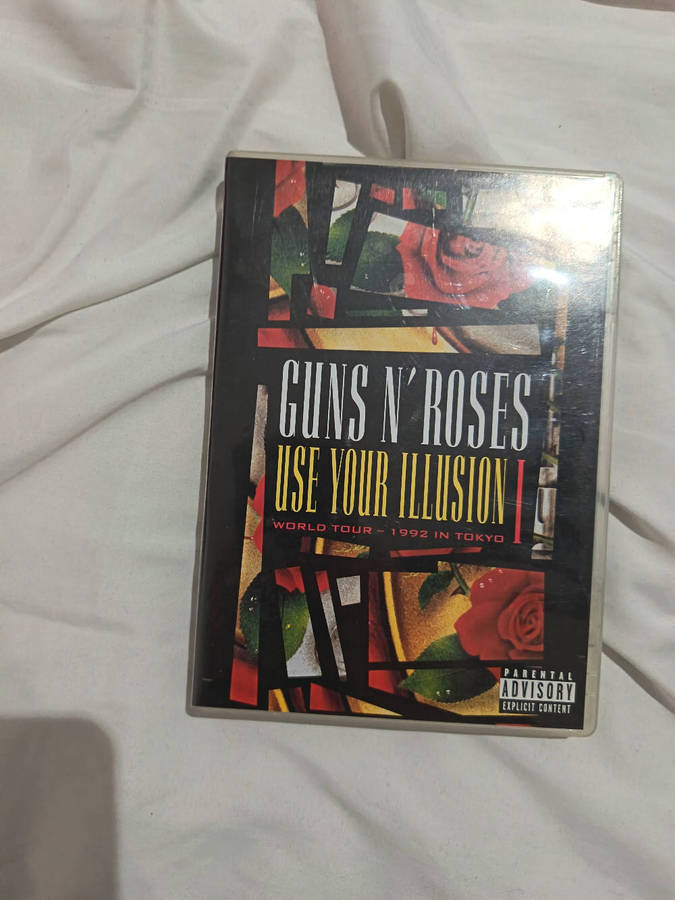 GUNS N' ROSES
USE YOUR ILLUSION I
WORLD TOUR – 1992 IN TOKYO
PARENTAL
ADVISORY
EXPLICIT CONTENT